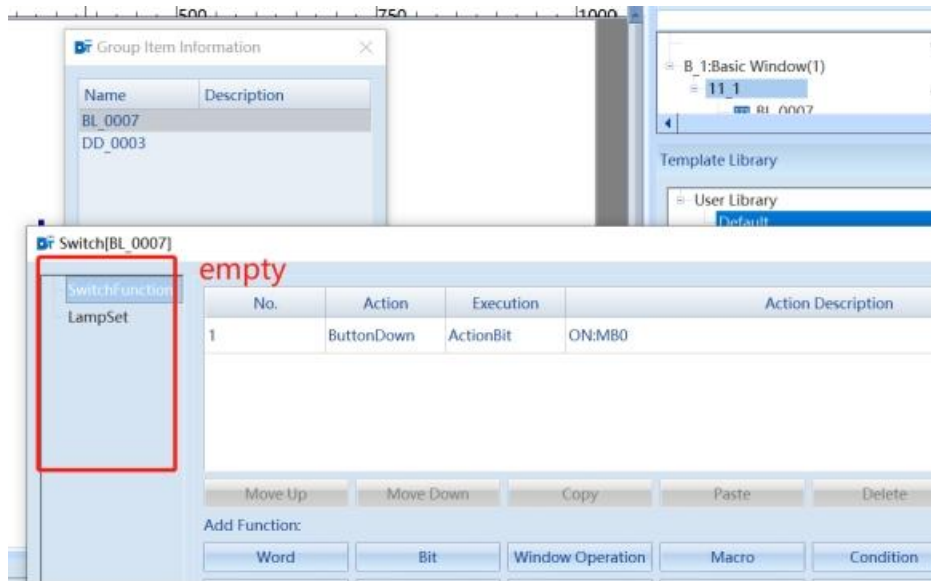 500 750 1000
Group Item Information
Name Description
BL_0007
DD_0003
B_1:Basic Window(1)
11_1
BL_0007
Template Library
User Library
Default
Switch[BL_0007]
empty
SwitchFunction
LampSet
No. Action Execution Action Description
1 ButtonDown ActionBit ON:MB0
Move Up Move Down Copy Paste Delete
Add Function:
Word Bit Window Operation Macro Condition